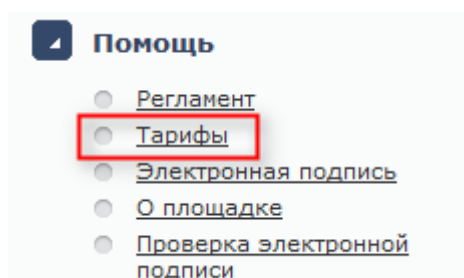 Помощь
Регламент
Тарифы
Электронная подпись
О площадке
Проверка электронной
подписи